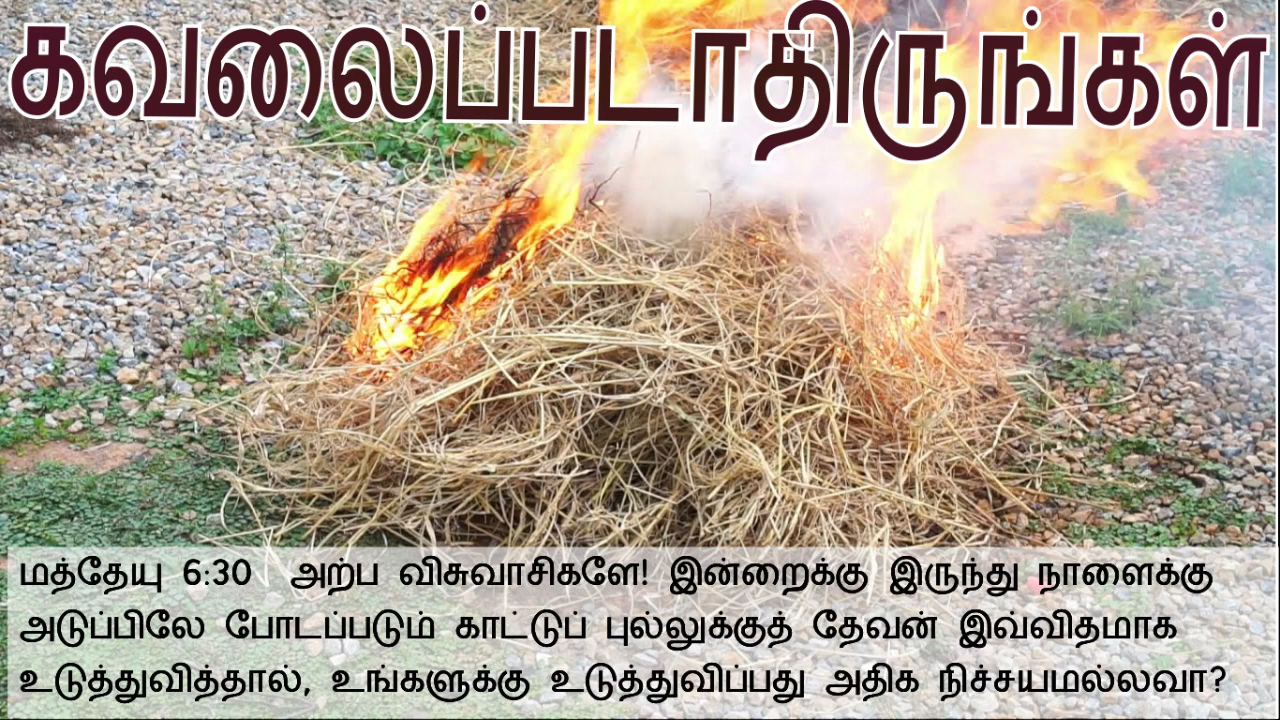 கவலைப்படாதிருங்கள்
மத்தேயு 6:30 அற்ப விசுவாசிகளே! இன்றைக்கு இருந்து நாளைக்கு
அடுப்பிலே போடப்படும் காட்டுப் புல்லுக்குத் தேவன் இவ்விதமாக
உடுத்துவித்தால், உங்களுக்கு உடுத்துவிப்பது அதிக நிச்சயமல்லவா?